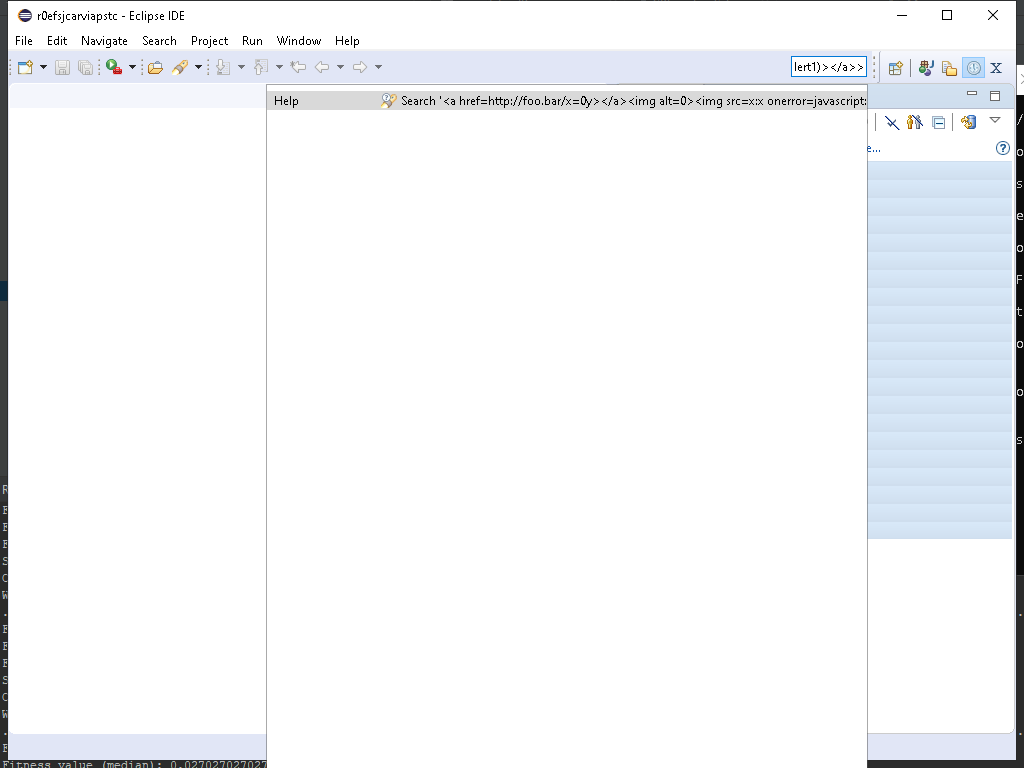 r0efsjcarviapstc - Eclipse IDE
File Edit Navigate Search Project Run Window Help
lert1)></a>>
Help Search '<a href=http://foo.bar/x=0y></a><img alt=0><img src=x:x onerror=javascript:
e...
Fitness value (median): 0.027027027027